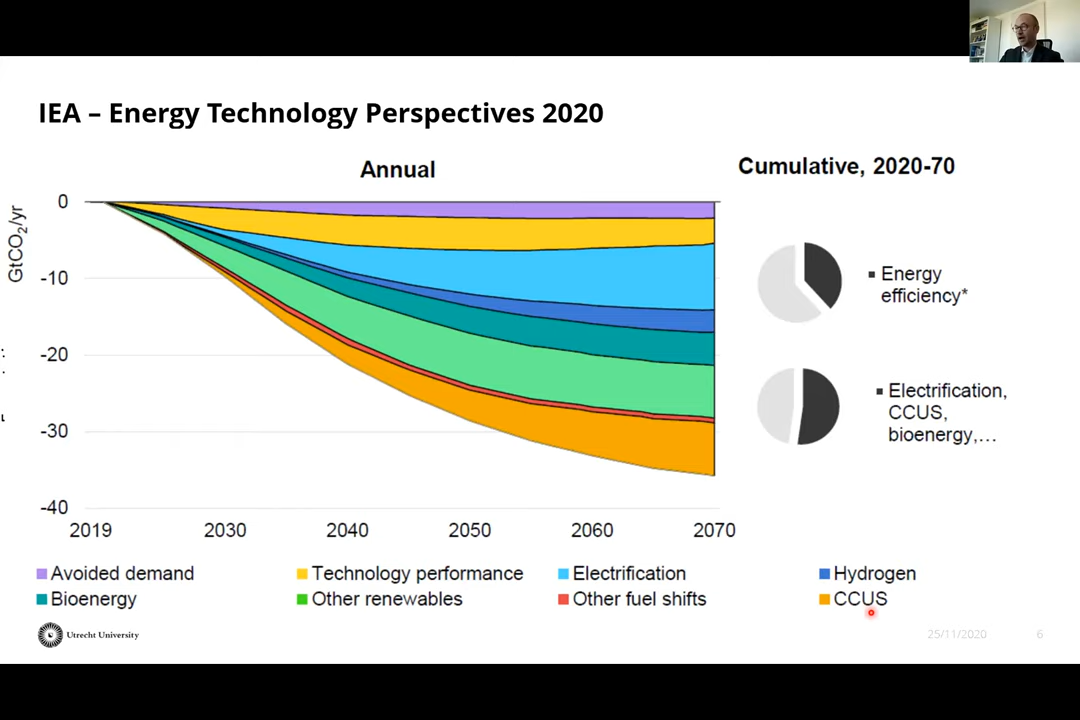 IEA – Energy Technology Perspectives 2020
Annual
Cumulative, 2020-70
GtCO2/yr
0
-10
-20
-30
-40
2019 2030 2040 2050 2060 2070
Energy
efficiency*
Electrification,
CCUS,
bioenergy,...
Avoided demand Technology performance Electrification Hydrogen
Bioenergy Other renewables Other fuel shifts CCUS
Utrecht University
25/11/2020 6